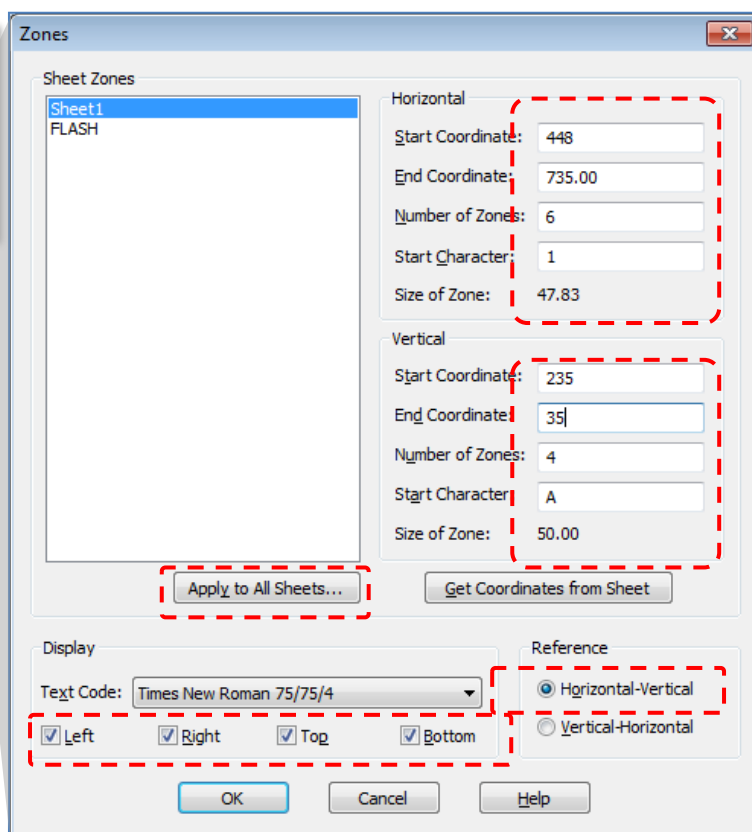 Zones
Sheet Zones
Sheet1
FLASH
Horizontal
Start Coordinate: 448
End Coordinate: 735.00
Number of Zones: 6
Start Character: 1
Size of Zone: 47.83
Vertical
Start Coordinate: 235
End Coordinate: 35
Number of Zones: 4
Start Character A
Size of Zone: 50.00
Apply to All Sheets... Get Coordinates from Sheet
Display
Text Code: Times New Roman 75/75/4
Left Right Top Bottom
Reference
Horizontal-Vertical
Vertical-Horizontal
OK Cancel Help